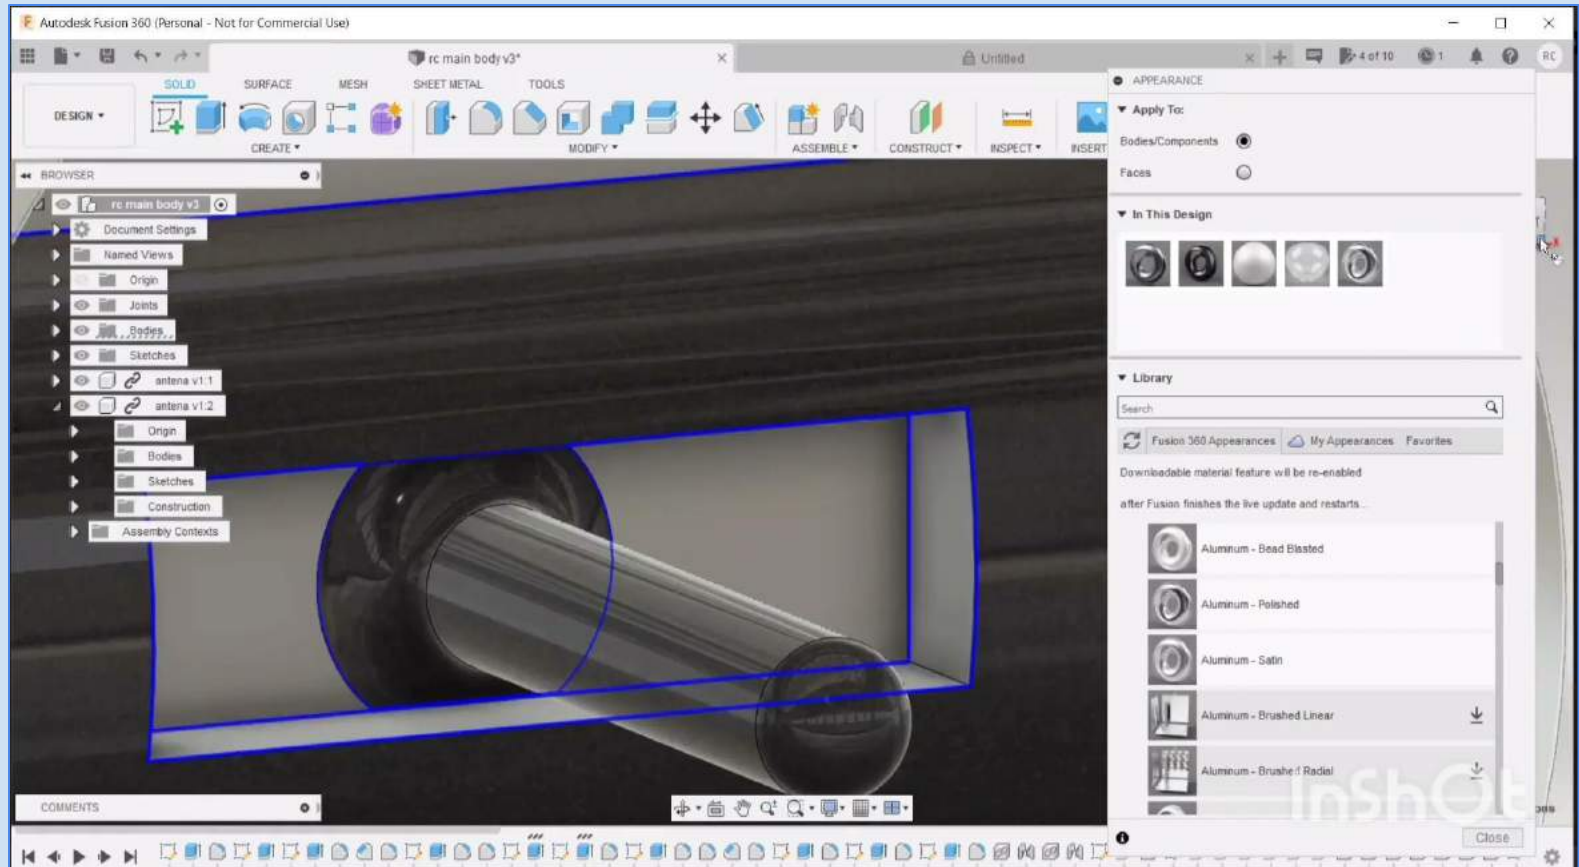 Autodesk Fusion 360 (Personal - Not for Commercial Use)
rc main body v3*
Untitled
4 of 10
1
RC
DESIGN
SOLID
SURFACE
MESH
SHEET METAL
TOOLS
CREATE
MODIFY
ASSEMBLE
CONSTRUCT
INSPECT
INSERT
BROWSER
rc main body v3
Document Settings
Named Views
Origin
Joints
Bodies
Sketches
antena v1:1
antena v1:2
Origin
Bodies
Sketches
Construction
Assembly Contexts
COMMENTS
APPEARANCE
Apply To:
Bodies/Components
Faces
In This Design
Library
Search
Fusion 360 Appearances
My Appearances
Favorites
Downloadable material feature will be re-enabled
after Fusion finishes the live update and restarts...
Aluminum - Bead Blasted
Aluminum - Polished
Aluminum - Satin
Aluminum - Brushed Linear
Aluminum - Brushed Radial
InShOt
Close